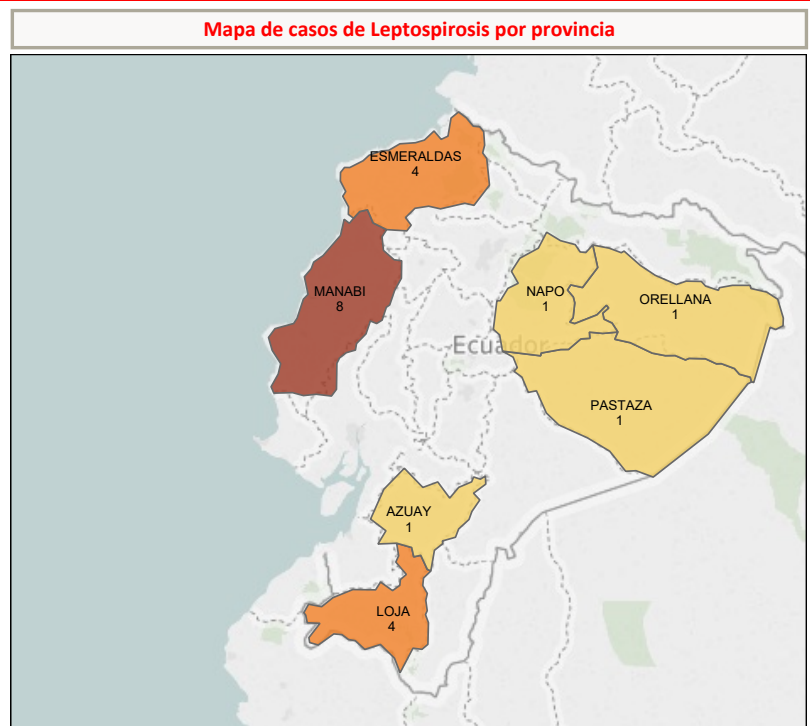 Mapa de casos de Leptospirosis por provincia
ESMERALDAS
4
MANABI
8
NAPO
1
ORELLANA
1
Ecuador
PASTAZA
1
AZUAY
1
LOJA
4